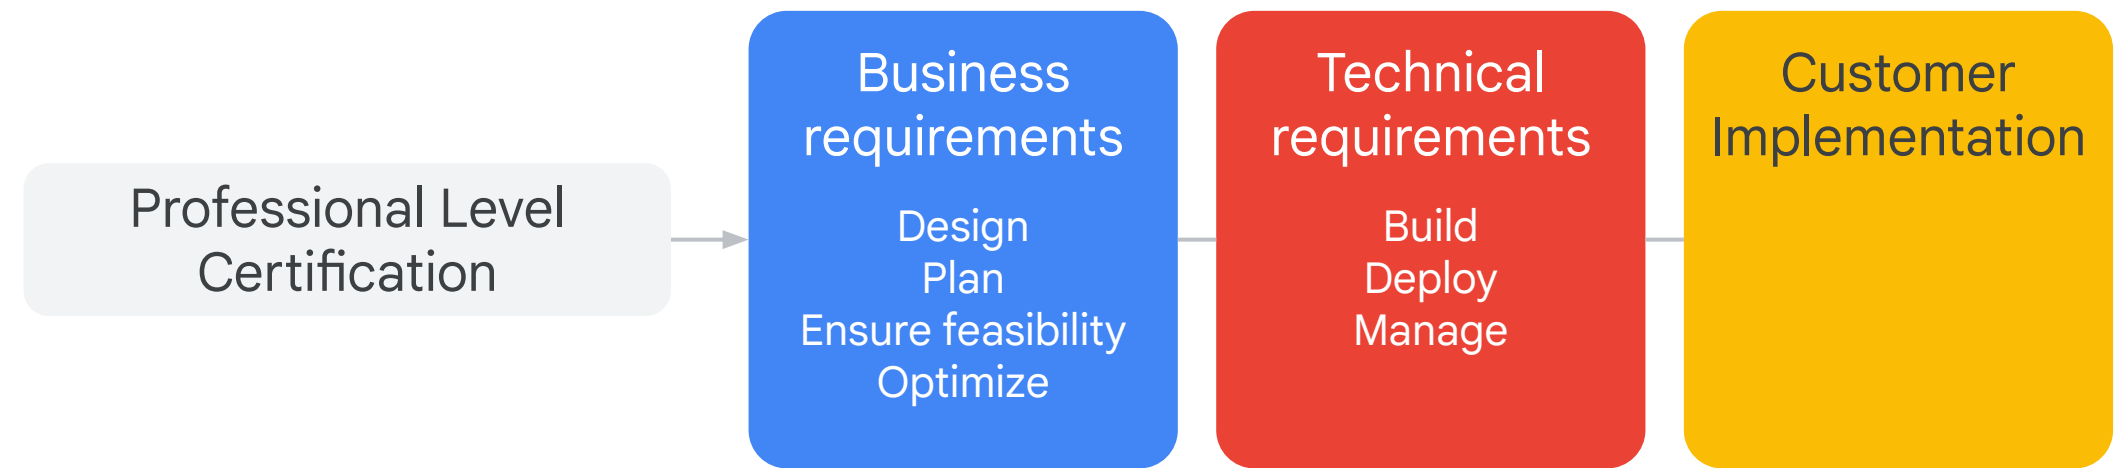 Professional Level
Certification
Business
requirements
Design
Plan
Ensure feasibility
Optimize
Technical
requirements
Build
Deploy
Manage
Customer
Implementation